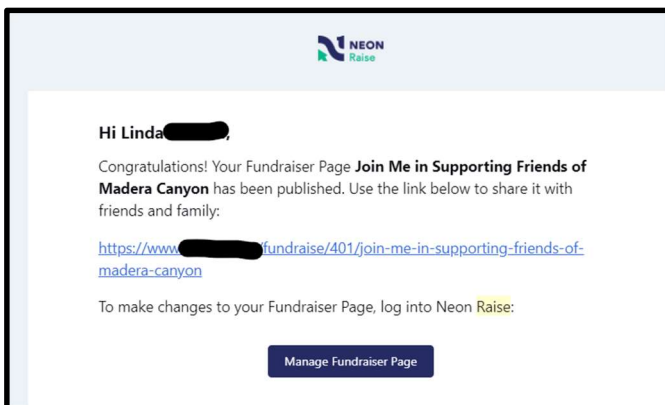 NEON
Raise
Hi Linda ,
Congratulations! Your Fundraiser Page Join Me in Supporting Friends of
Madera Canyon has been published. Use the link below to share it with
friends and family:
https://www /fundraise/401/join-me-in-supporting-friends-of-
madera-canyon
To make changes to your Fundraiser Page, log into Neon Raise:
Manage Fundraiser Page